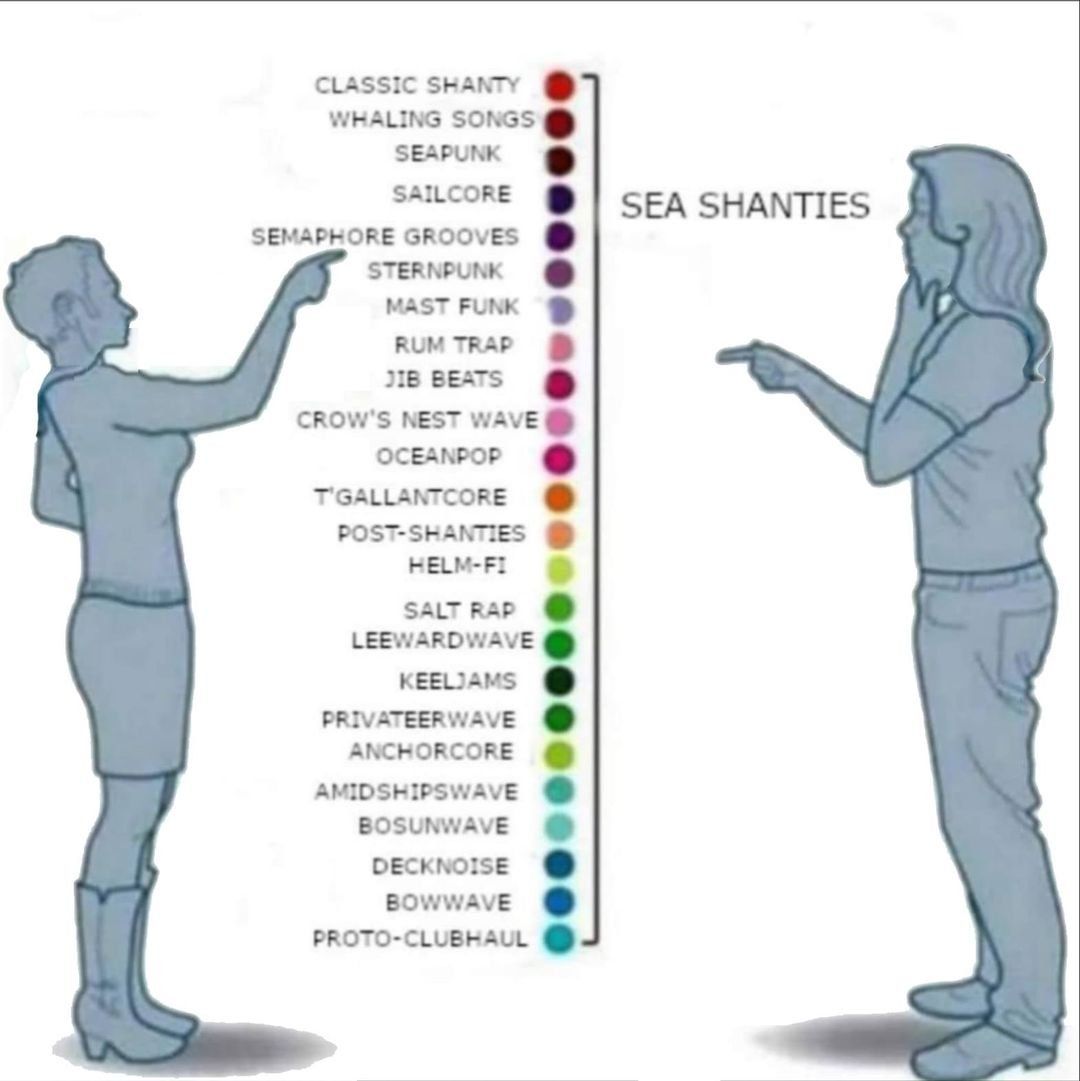 CLASSIC SHANTY
WHALING SONGS
SEAPUNK
SAILCORE
SEA SHANTIES
SEMAPHORE GROOVES
STERNPUNK
MAST FUNK
RUM TRAP
JIB BEATS
CROW'S NEST WAVE
OCEANPOP
T'GALLANTCORE
POST-SHANTIES
HELM-FI
SALT RAP
LEEWARDWAVE
KEELJAMS
PRIVATEERWAVE
ANCHORCORE
AMIDSHIPSWAVE
BOSUNWAVE
DECKNOISE
BOWWAVE
PROTO-CLUBHAUL